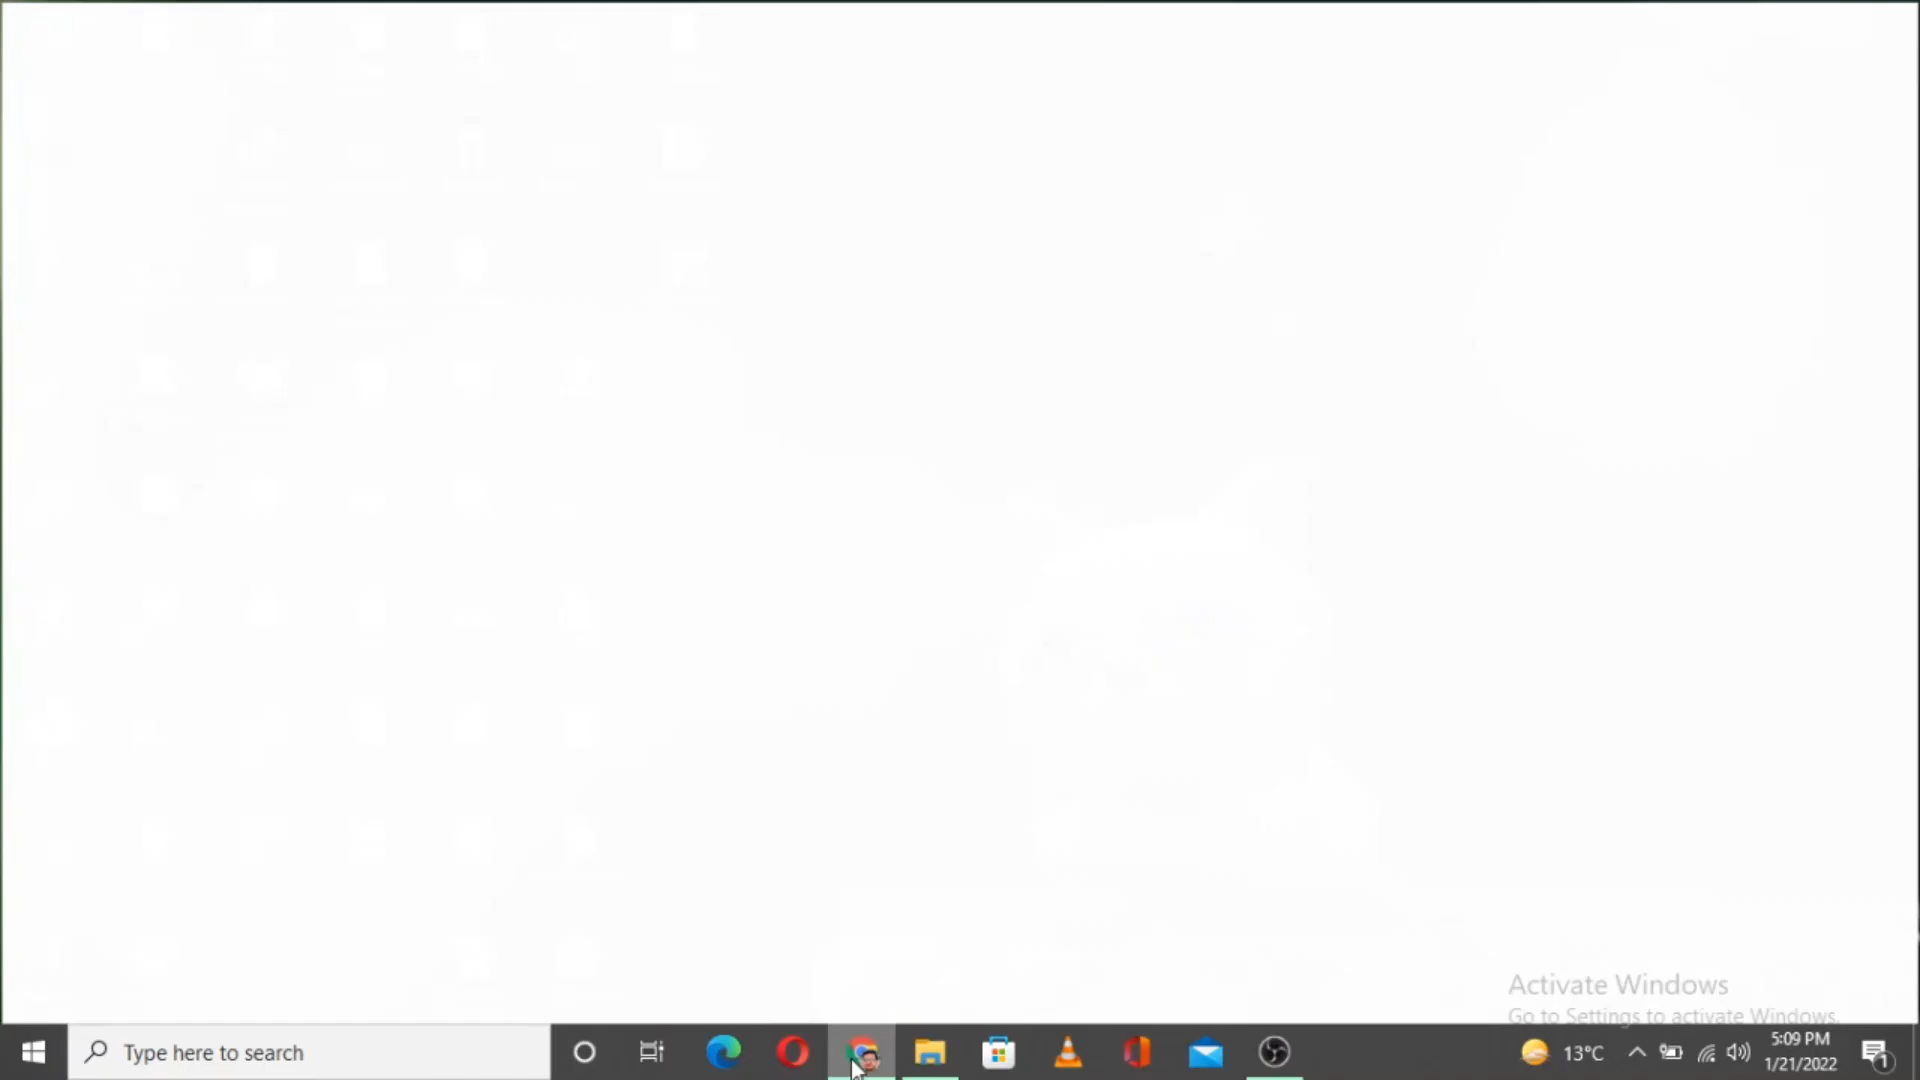 Activate Windows
Go to Settings to activate Windows.
Type here to search
13°C
5:09 PM
1/21/2022
1